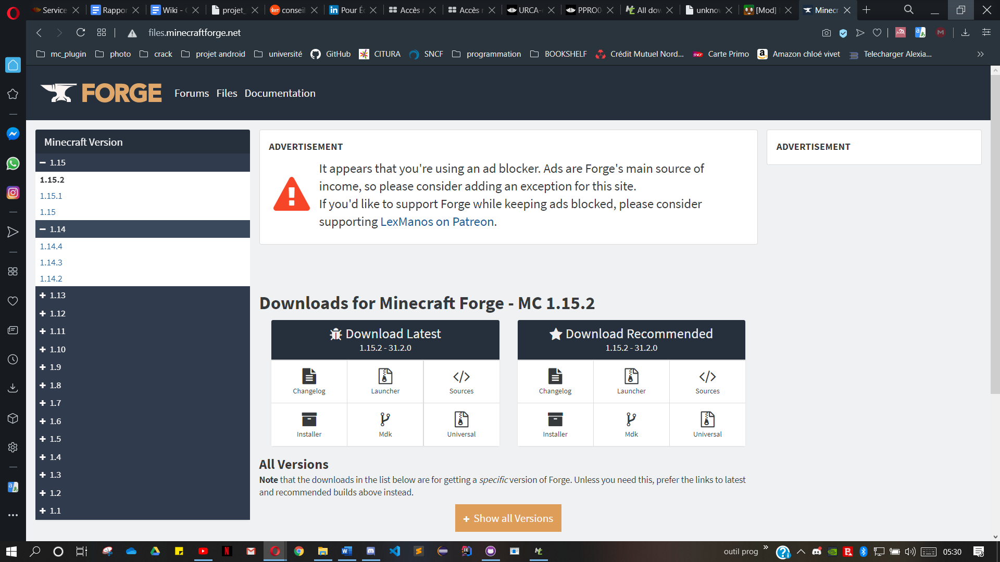 Service
Rappor
Wiki -
projet_
conseil
Pour É
Accès
Accès
URCA-
PPRO0
All dow
unknow
[Mod]
Minecr
files.minecraftforge.net
mc_plugin
photo
crack
projet android
université
GitHub
CITURA
SNCF
programmation
BOOKSHELF
Crédit Mutuel Nord...
Carte Primo
Amazon chloé vivet
Telecharger Alexia...
FORGE
Forums
Files
Documentation
Minecraft Version
1.15
1.15.2
1.15.1
1.15
1.14
1.14.4
1.14.3
1.14.2
1.13
1.12
1.11
1.10
1.9
1.8
1.7
1.6
1.5
1.4
1.3
1.2
1.1
ADVERTISEMENT
It appears that you're using an ad blocker. Ads are Forge's main source of
income, so please consider adding an exception for this site.
If you'd like to support Forge while keeping ads blocked, please consider
supporting LexManos on Patreon.
ADVERTISEMENT
Downloads for Minecraft Forge - MC 1.15.2
Download Latest
1.15.2 - 31.2.0
Changelog
Launcher
Sources
Installer
Mdk
Universal
Download Recommended
1.15.2 - 31.2.0
Changelog
Launcher
Sources
Installer
Mdk
Universal
All Versions
Note that the downloads in the list below are for getting a specific version of Forge. Unless you need this, prefer the links to latest
and recommended builds above instead.
+ Show all Versions
outil prog
05:30